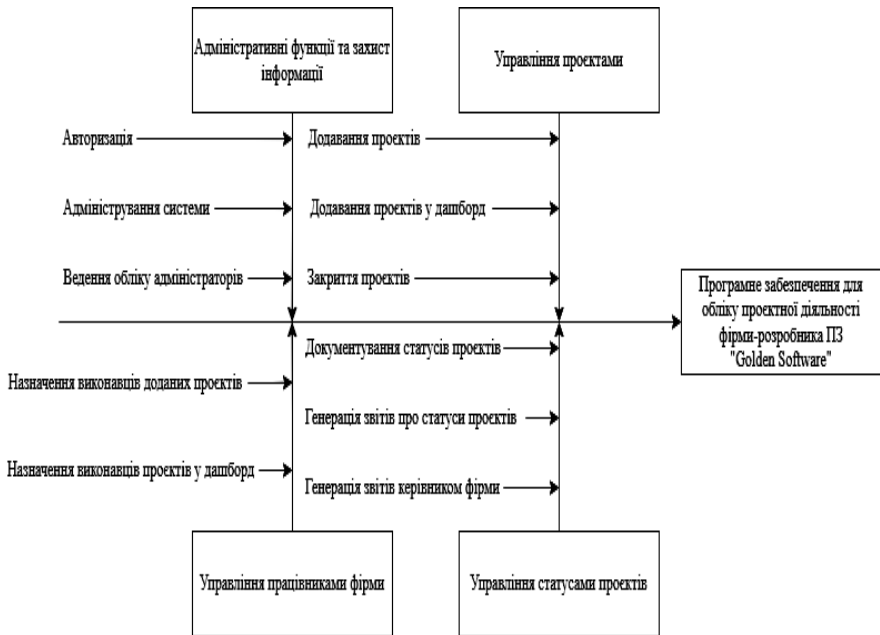 Адміністративні функції та захист
інформації
Управління проєктами
Авторизація
Додавання проєктів
Адміністрування системи
Додавання проєктів у дашборд
Ведення обліку адміністраторів
Закриття проєктів
Програмне забезпечення для
обліку проєктної діяльності
фірми-розробника ПЗ
"Golden Software"
Документування статусів проєктів
Назначення виконавців доданих проєктів
Генерація звітів про статуси проєктів
Назначення виконавців проєктів у дашборд
Генерація звітів керівником фірми
Управління працівниками фірми
Управління статусами проєктів